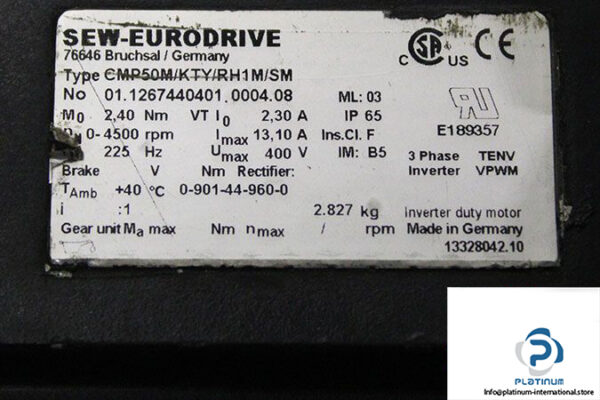 SEW-EURODRIVE
76646 Bruchsal / Germany
Type CMP50M/KTY/RH1M/SM
No 01.1267440401.0004.08 ML: 03
M0 2,40 Nm VT I0 2,30 A IP 65
0- 4500 rpm Imax 13,10 A Ins.Cl. F
225 Hz Umax 400 V IM: B5
Brake V Nm Rectifier:
TAmb +40 °C 0-901-44-960-0
i :1 2.827 kg
Gear unit Ma max Nm nmax / rpm
C CSA US CE
E189357
3 Phase TENV
Inverter VPWM
Inverter duty motor
Made in Germany
13328042.10
PLATINUM
platinum-international.store